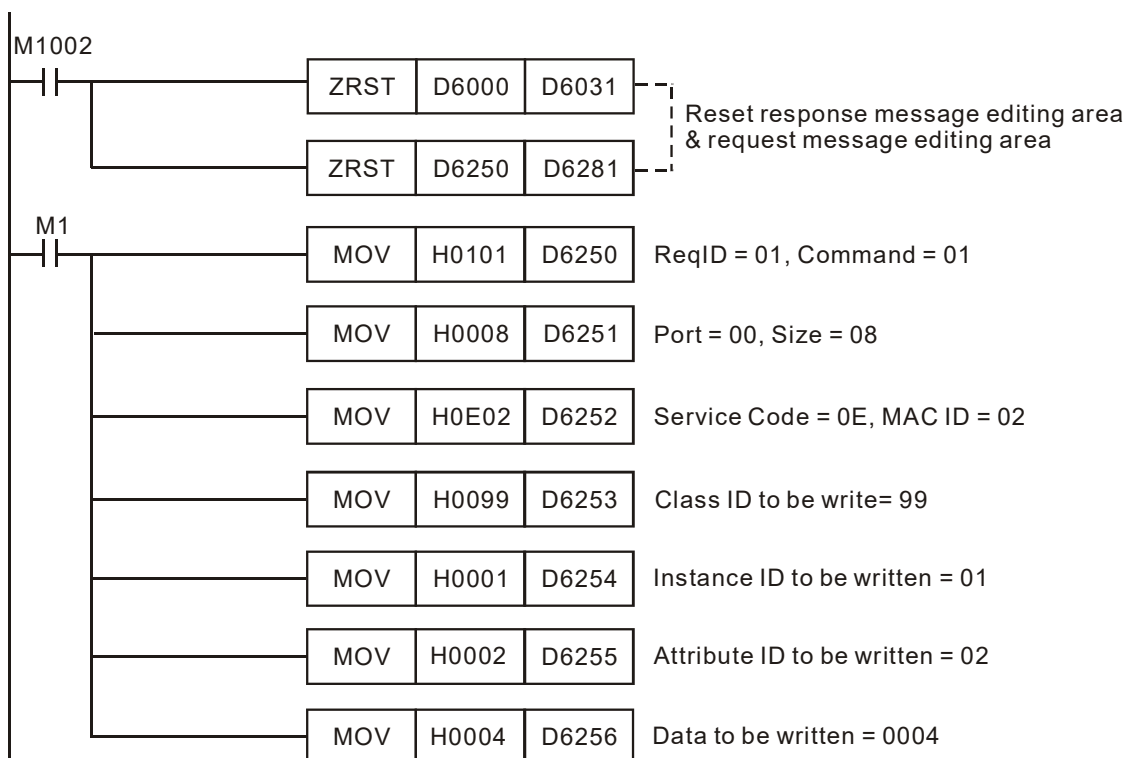 M1002
ZRST D6000 D6031
Reset response message editing area
& request message editing area
ZRST D6250 D6281
M1
MOV H0101 D6250 ReqID = 01, Command = 01
MOV H0008 D6251 Port = 00, Size = 08
MOV H0E02 D6252 Service Code = 0E, MAC ID = 02
MOV H0099 D6253 Class ID to be write= 99
MOV H0001 D6254 Instance ID to be written = 01
MOV H0002 D6255 Attribute ID to be written = 02
MOV H0004 D6256 Data to be written = 0004